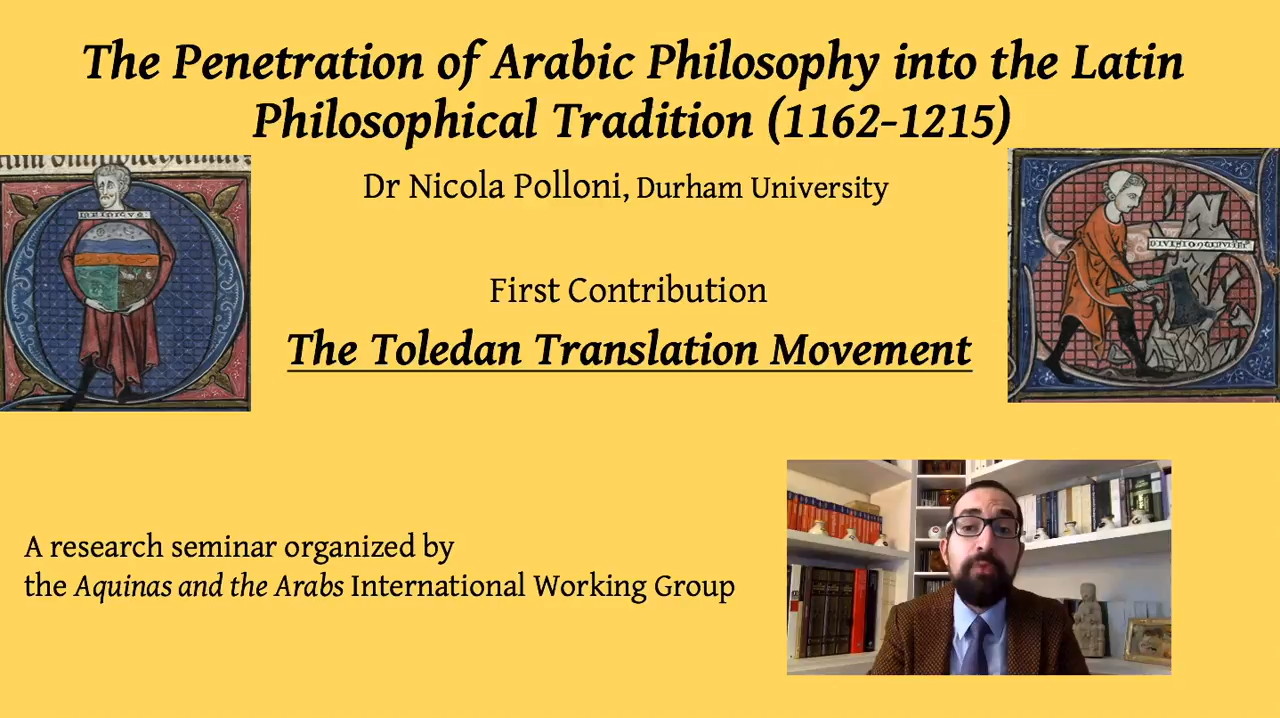 The Penetration of Arabic Philosophy into the Latin
Philosophical Tradition (1162-1215)
Dr Nicola Polloni, Durham University
First Contribution
The Toledan Translation Movement
A research seminar organized by
the Aquinas and the Arabs International Working Group